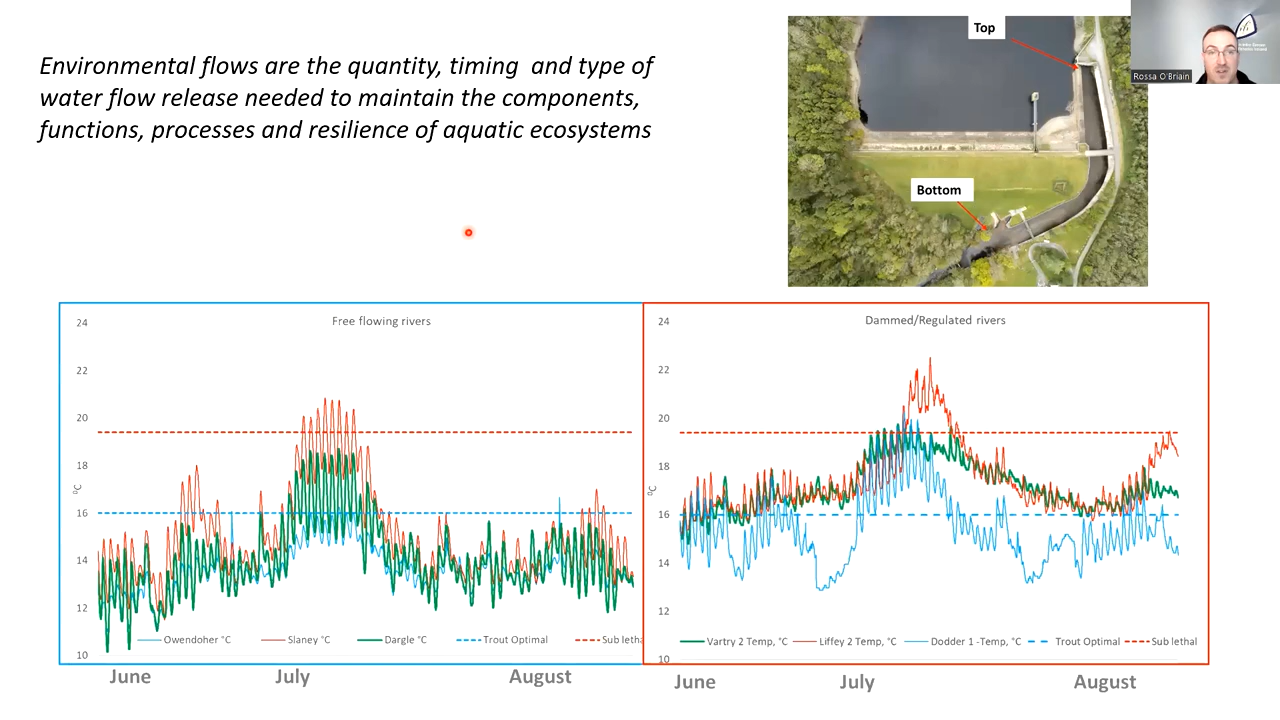 Environmental flows are the quantity, timing and type of
water flow release needed to maintain the components,
functions, processes and resilience of aquatic ecosystems
Top
Bottom
Rossa O Briain
Free flowing rivers
24
22
20
18
16
14
12
10
°C
Owendoher °C
Slaney °C
Dargle °C
Trout Optimal
Sub letha
June
July
August
Dammed/Regulated rivers
24
22
20
18
16
14
12
10
°C
Vartry 2 Temp, °C
Liffey 2 Temp, °C
Dodder 1 -Temp, °C
Trout Optimal
Sub lethal
June
July
August